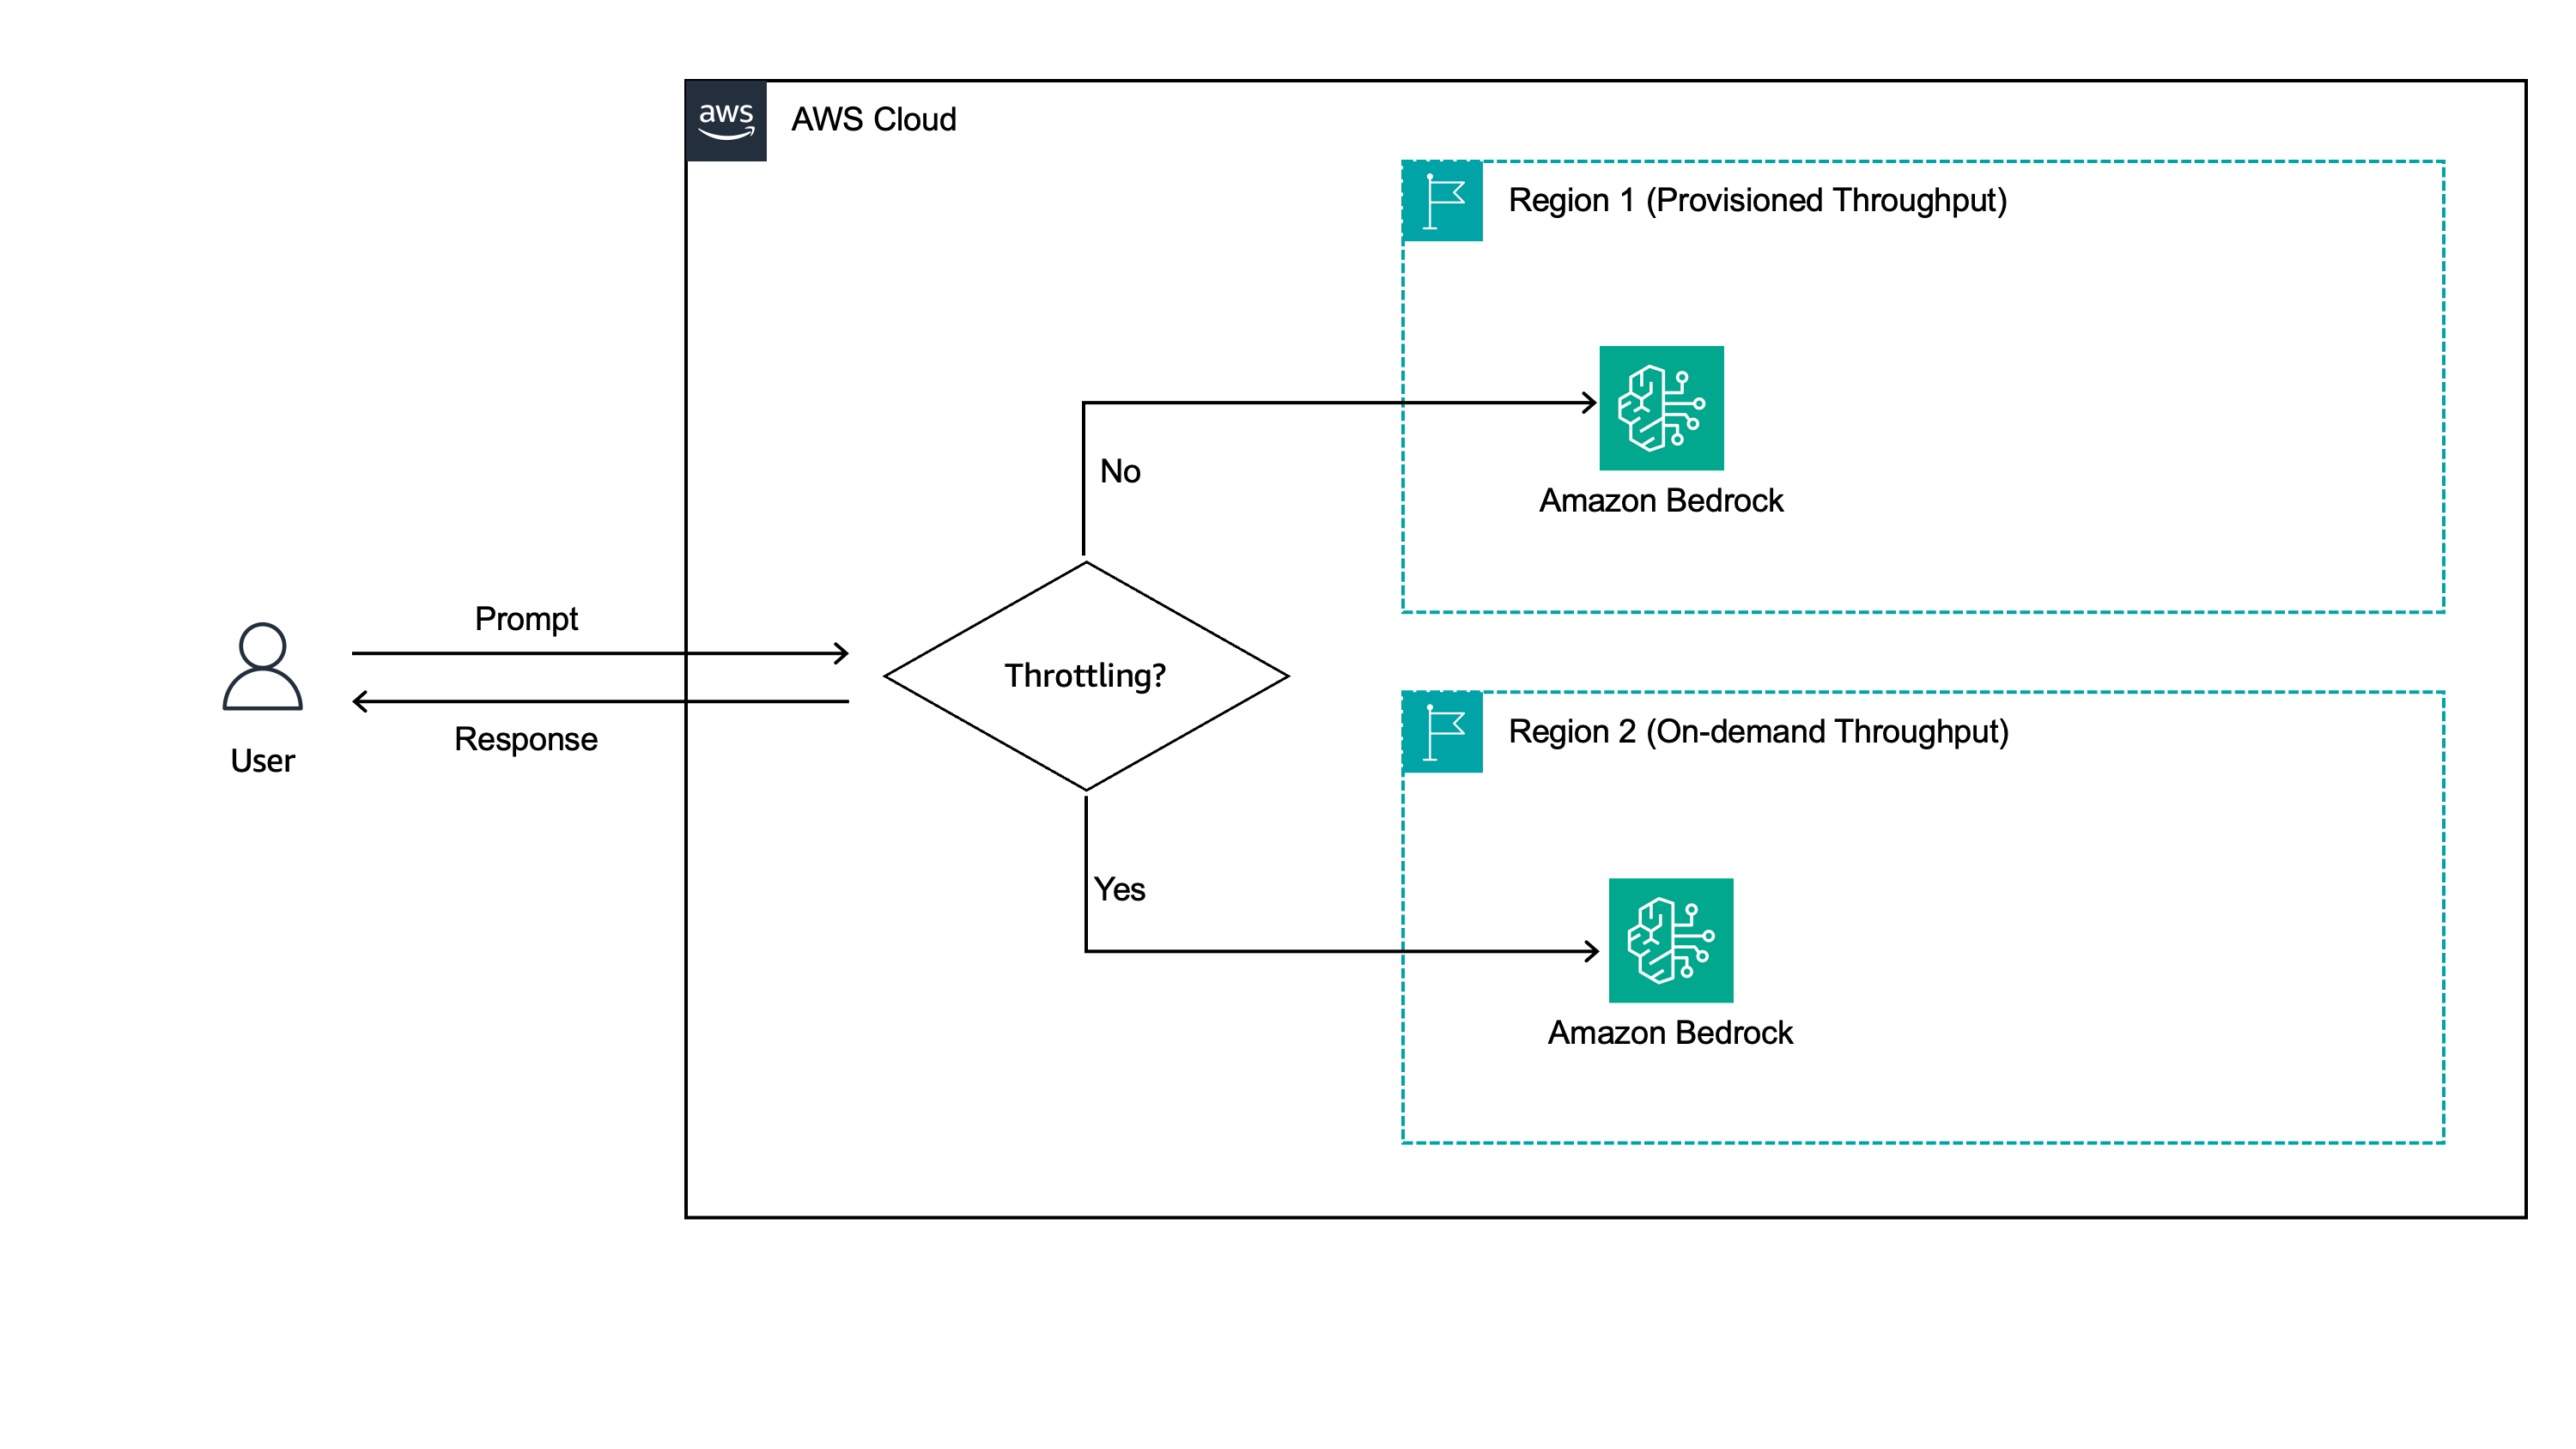 aws
AWS Cloud
Region 1 (Provisioned Throughput)
Amazon Bedrock
No
Prompt
Throttling?
Response
User
Region 2 (On-demand Throughput)
Yes
Amazon Bedrock